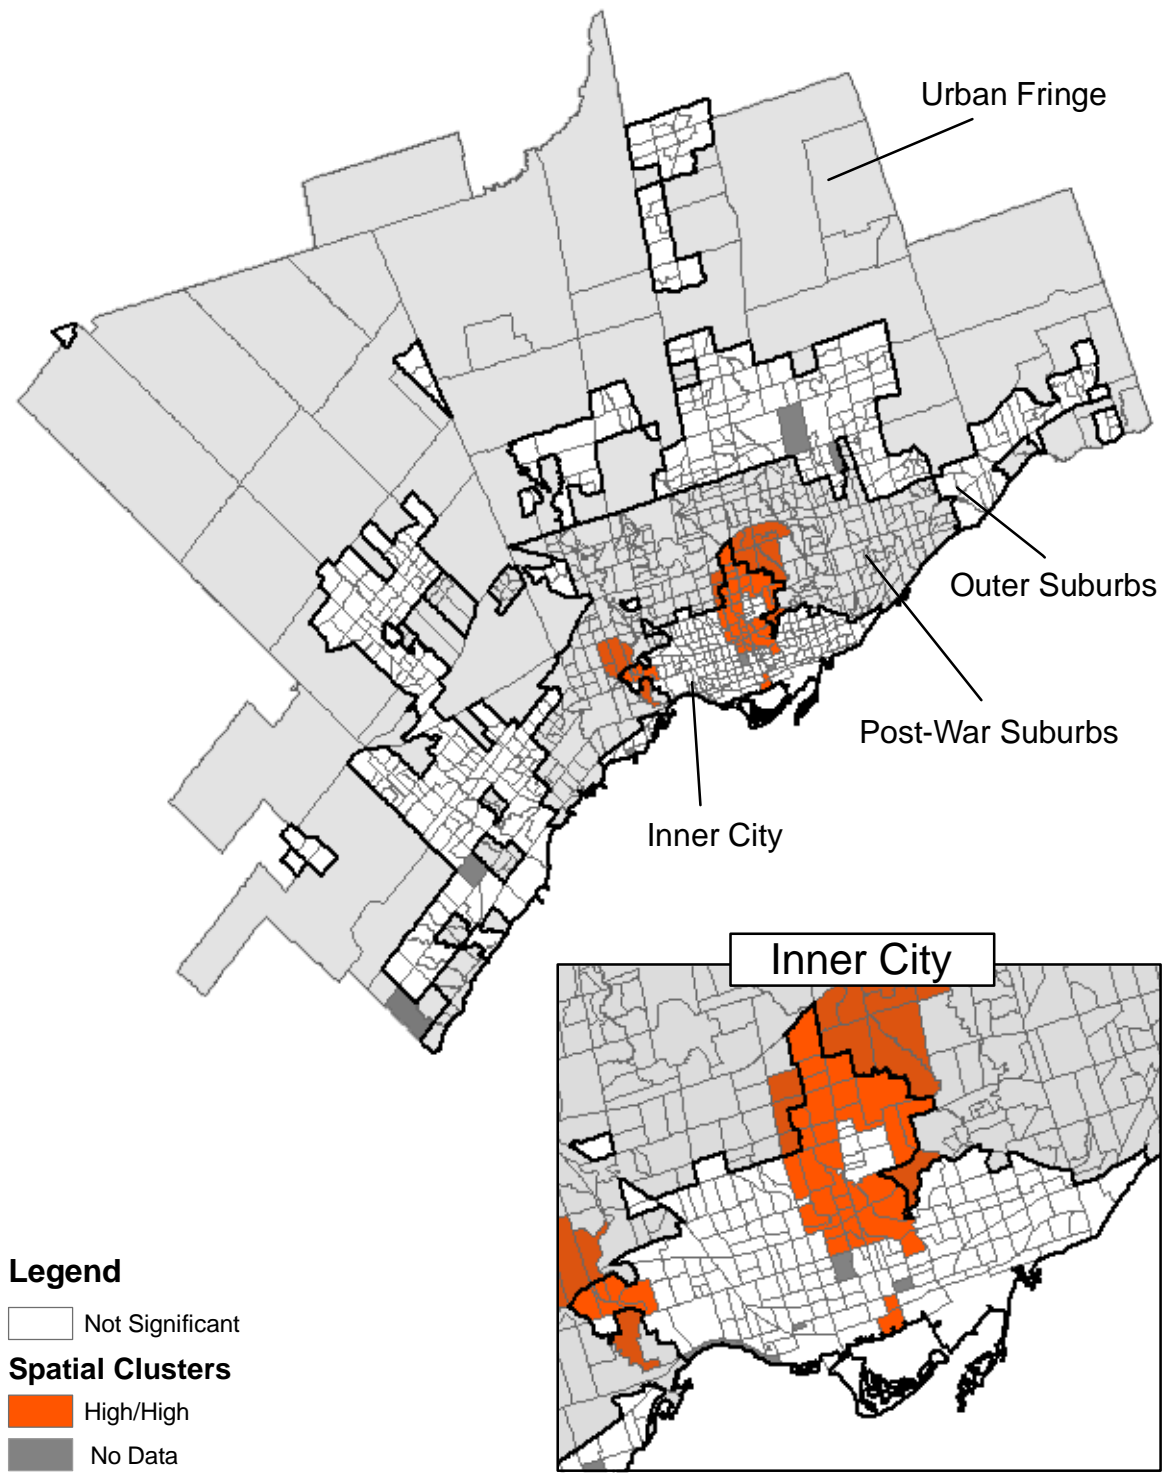 Urban Fringe
Outer Suburbs
Post-War Suburbs
Inner City
Inner City
Legend
Not Significant
Spatial Clusters
High/High
No Data